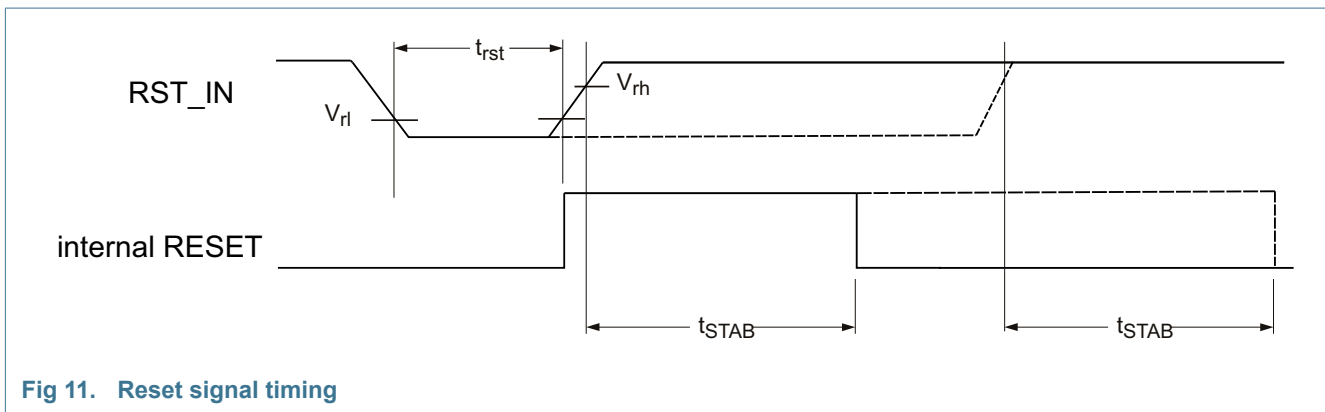 t_rst
RST_IN
V_rl
V_rh
internal RESET
t_STAB
t_STAB
Fig 11. Reset signal timing